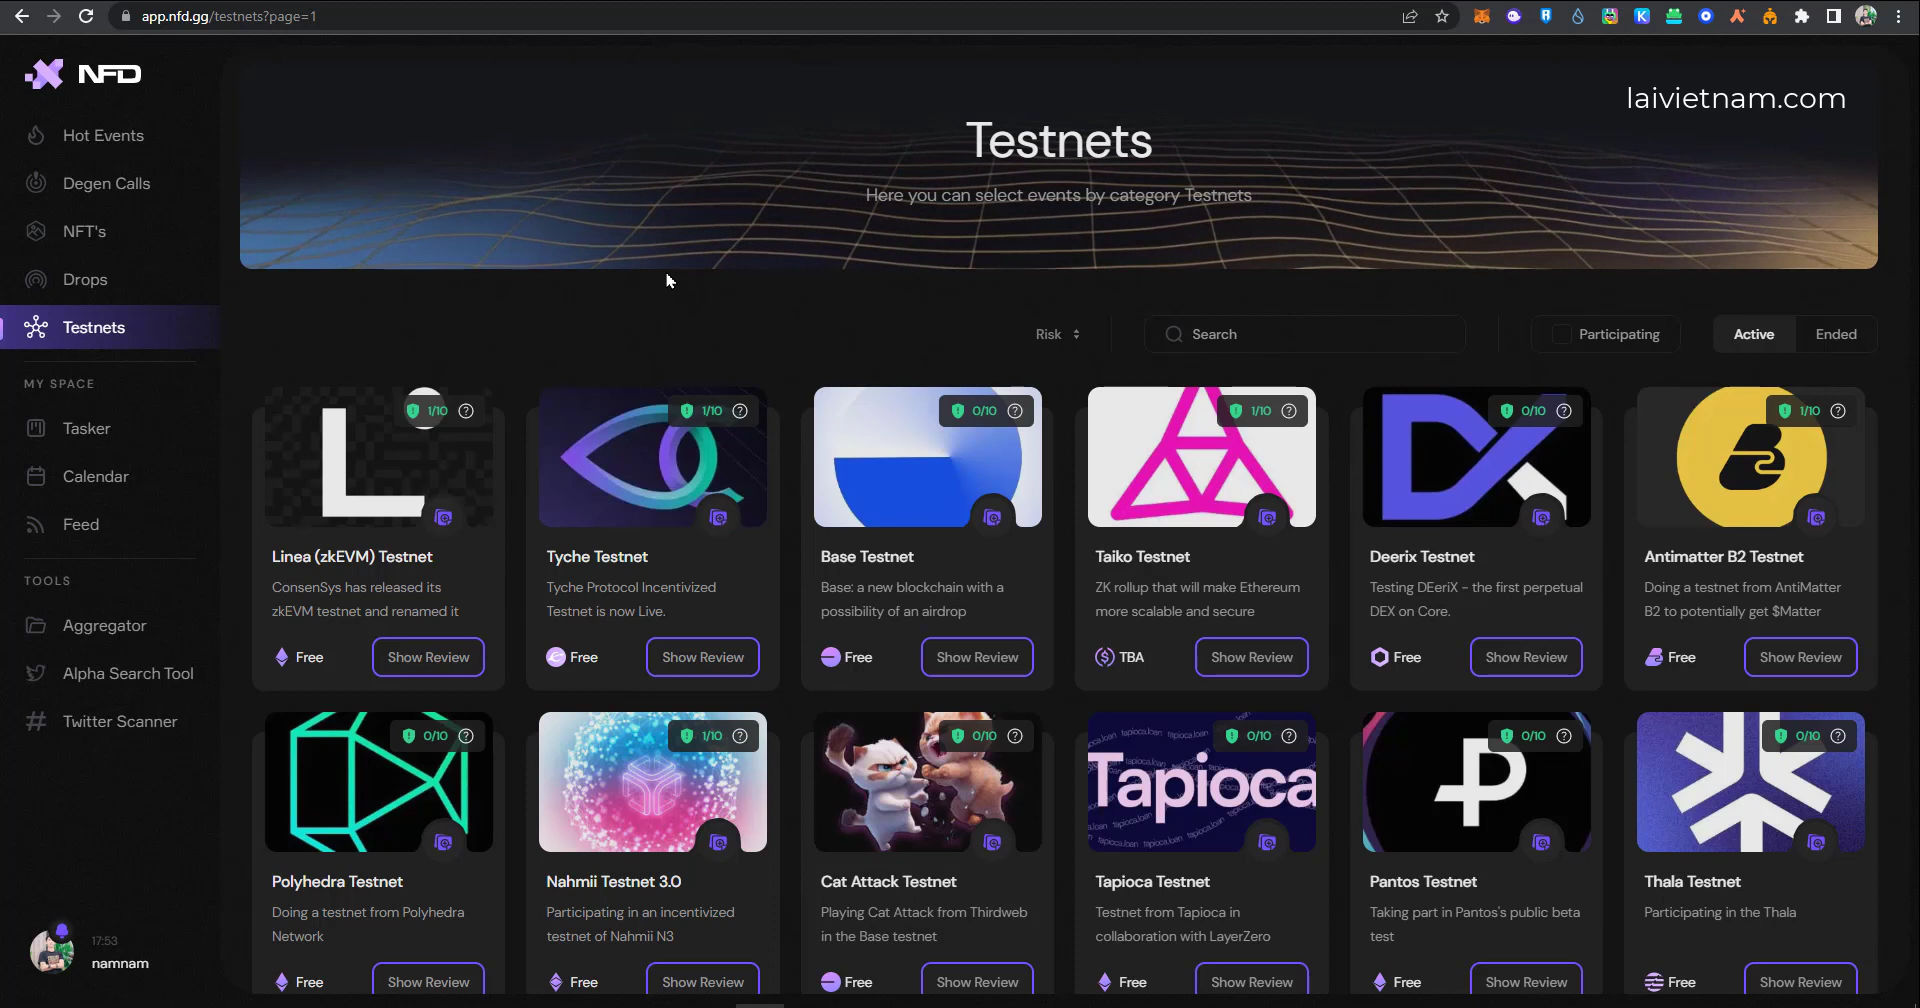 app.nfd.gg/testnets?page=1
NFD
Hot Events
Degen Calls
NFT's
Drops
Testnets
MY SPACE
Tasker
Calendar
Feed
TOOLS
Aggregator
Alpha Search Tool
Twitter Scanner
17:53
namnam
laivietnam.com
Testnets
Here you can select events by category Testnets
Risk
Search
Participating
Active
Ended
1/10
Linea (zkEVM) Testnet
ConsenSys has released its
zkEVM testnet and renamed it
Free
Show Review
1/10
Tyche Testnet
Tyche Protocol Incentivized
Testnet is now Live.
Free
Show Review
0/10
Base Testnet
Base: a new blockchain with a
possibility of an airdrop
Free
Show Review
1/10
Taiko Testnet
ZK rollup that will make Ethereum
more scalable and secure
TBA
Show Review
0/10
Deerix Testnet
Testing DEeriX - the first perpetual
DEX on Core.
Free
Show Review
1/10
Antimatter B2 Testnet
Doing a testnet from AntiMatter
B2 to potentially get $Matter
Free
Show Review
0/10
Polyhedra Testnet
Doing a testnet from Polyhedra
Network
Free
Show Review
1/10
Nahmii Testnet 3.0
Participating in an incentivized
testnet of Nahmii N3
Free
Show Review
0/10
Cat Attack Testnet
Playing Cat Attack from Thirdweb
in the Base testnet
Free
Show Review
0/10
Tapioca
Tapioca Testnet
Testnet from Tapioca in
collaboration with LayerZero
Free
Show Review
0/10
Pantos Testnet
Taking part in Pantos's public beta
test
Free
Show Review
0/10
Thala Testnet
Participating in the Thala
Free
Show Review